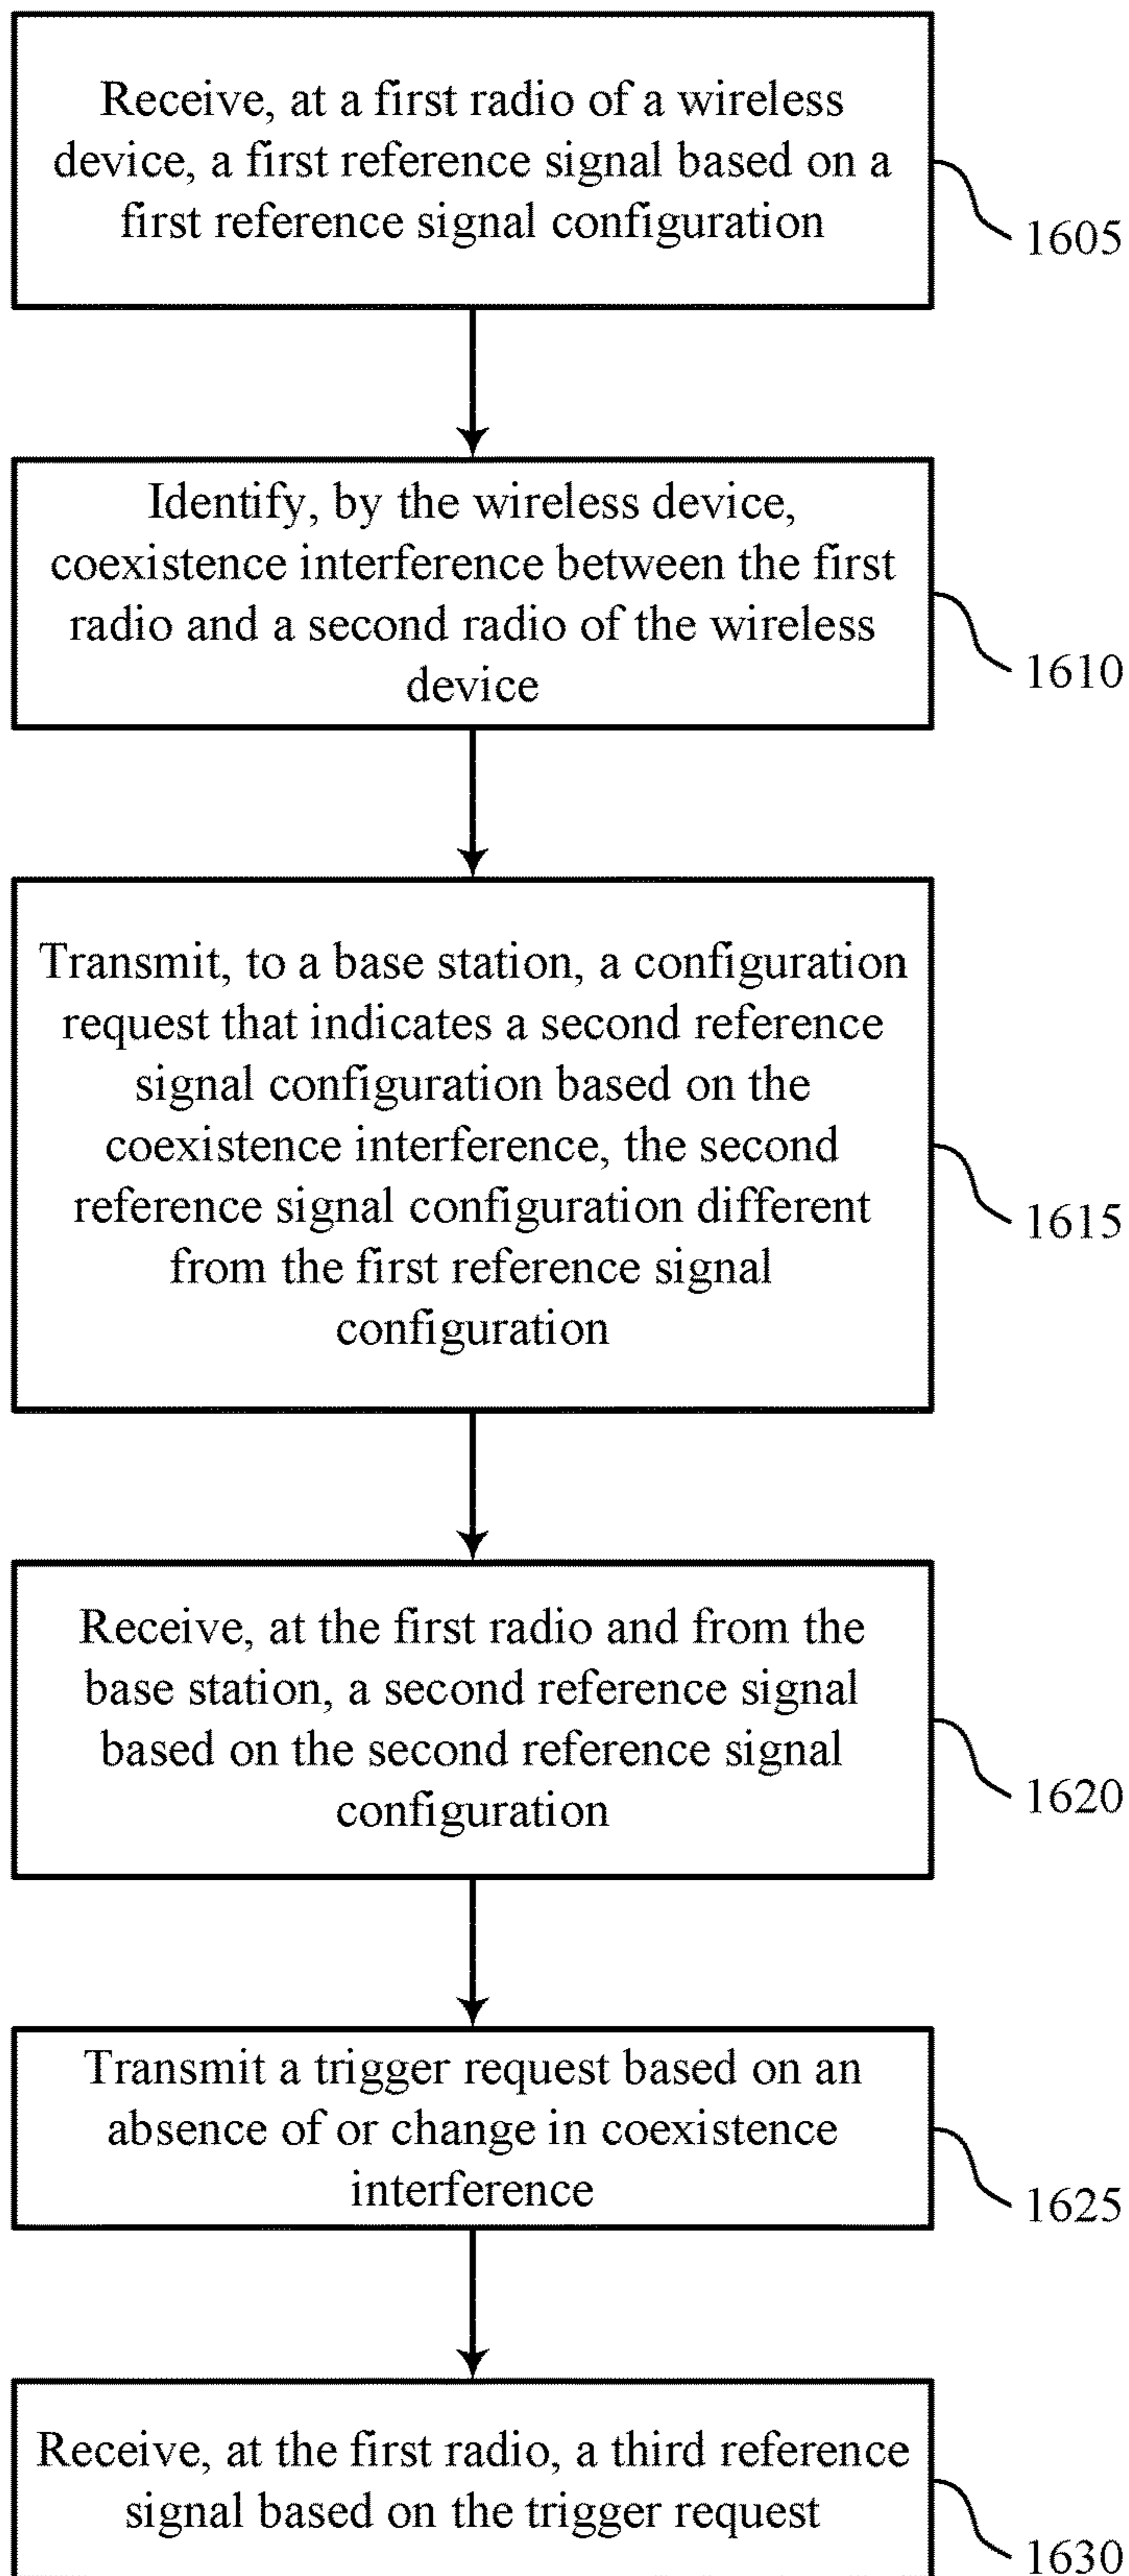 Receive, at a first radio of a wireless
device, a first reference signal based on a
first reference signal configuration
1605
Identify, by the wireless device,
coexistence interference between the first
radio and a second radio of the wireless
device
1610
Transmit, to a base station, a configuration
request that indicates a second reference
signal configuration based on the
coexistence interference, the second
reference signal configuration different
from the first reference signal
configuration
1615
Receive, at the first radio and from the
base station, a second reference signal
based on the second reference signal
configuration
1620
Transmit a trigger request based on an
absence of or change in coexistence
interference
1625
Receive, at the first radio, a third reference
signal based on the trigger request
1630